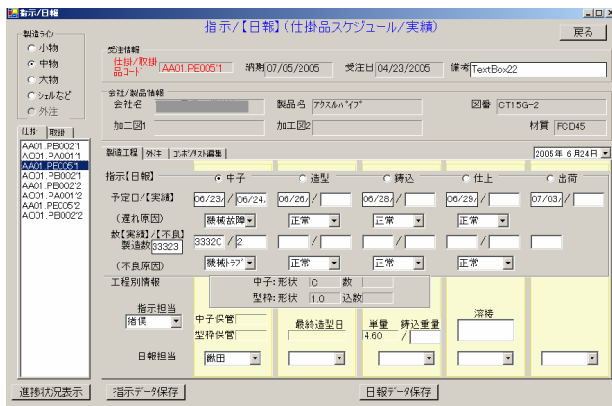 指示/日報
指示/【日報】(仕掛品スケジュール/実績)
戻る
製造ライン
小物
中物
大物
シェルなど
外注
受注情報
仕掛/取掛品コード AA01.PE005'1 納期 07/05/2005 受注日 04/23/2005 備考 TextBox22
会社/製品情報
会社名 製品名 アクスルハ゛イフ゜ 図番 CT15G-2
加工図1 加工図2 材質 FCD45
仕掛 取掛
AA01.PB002'1
AC01.PA001'1
AA01.PE005'1
AC01.PB002'1
AA01.PB002'2
AC01.PA001'2
AA01.PE005'2
AC01.PB002'2
製造工程 外注 コンポジタスト編集 2005年 6月24日
指示【日報】 中子 造型 鋳込 仕上 出荷
予定日/【実績】 06/23/ / 06/24/ 06/26/ / 06/28/ / 06/29/ / 07/03/
(遅れ原因) 機械故障 正常 正常 正常
数【実績】/【不良】
製造数 33323 3332C / 2 / / /
(不良原因) 機械トラブ 正常 正常 正常
工程別情報 中子:形状 C 数
型枠:形状 1.0 込数
指示担当 中子保管 最終造型日 単量 鋳込重量 溶接
猪俣 型枠保管 4.60 /
日報担当 飯田
進捗状況表示 指示データ保存 日報データ保存